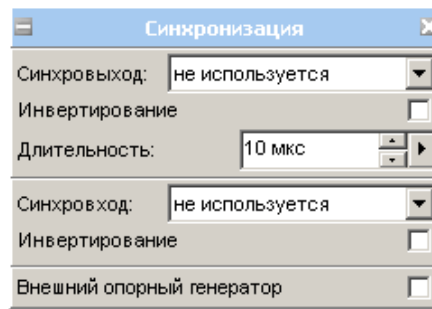 Синхронизация
Синхровыход: не используется
Инвертирование
Длительность: 10 мкс
Синхровход: не используется
Инвертирование
Внешний опорный генератор